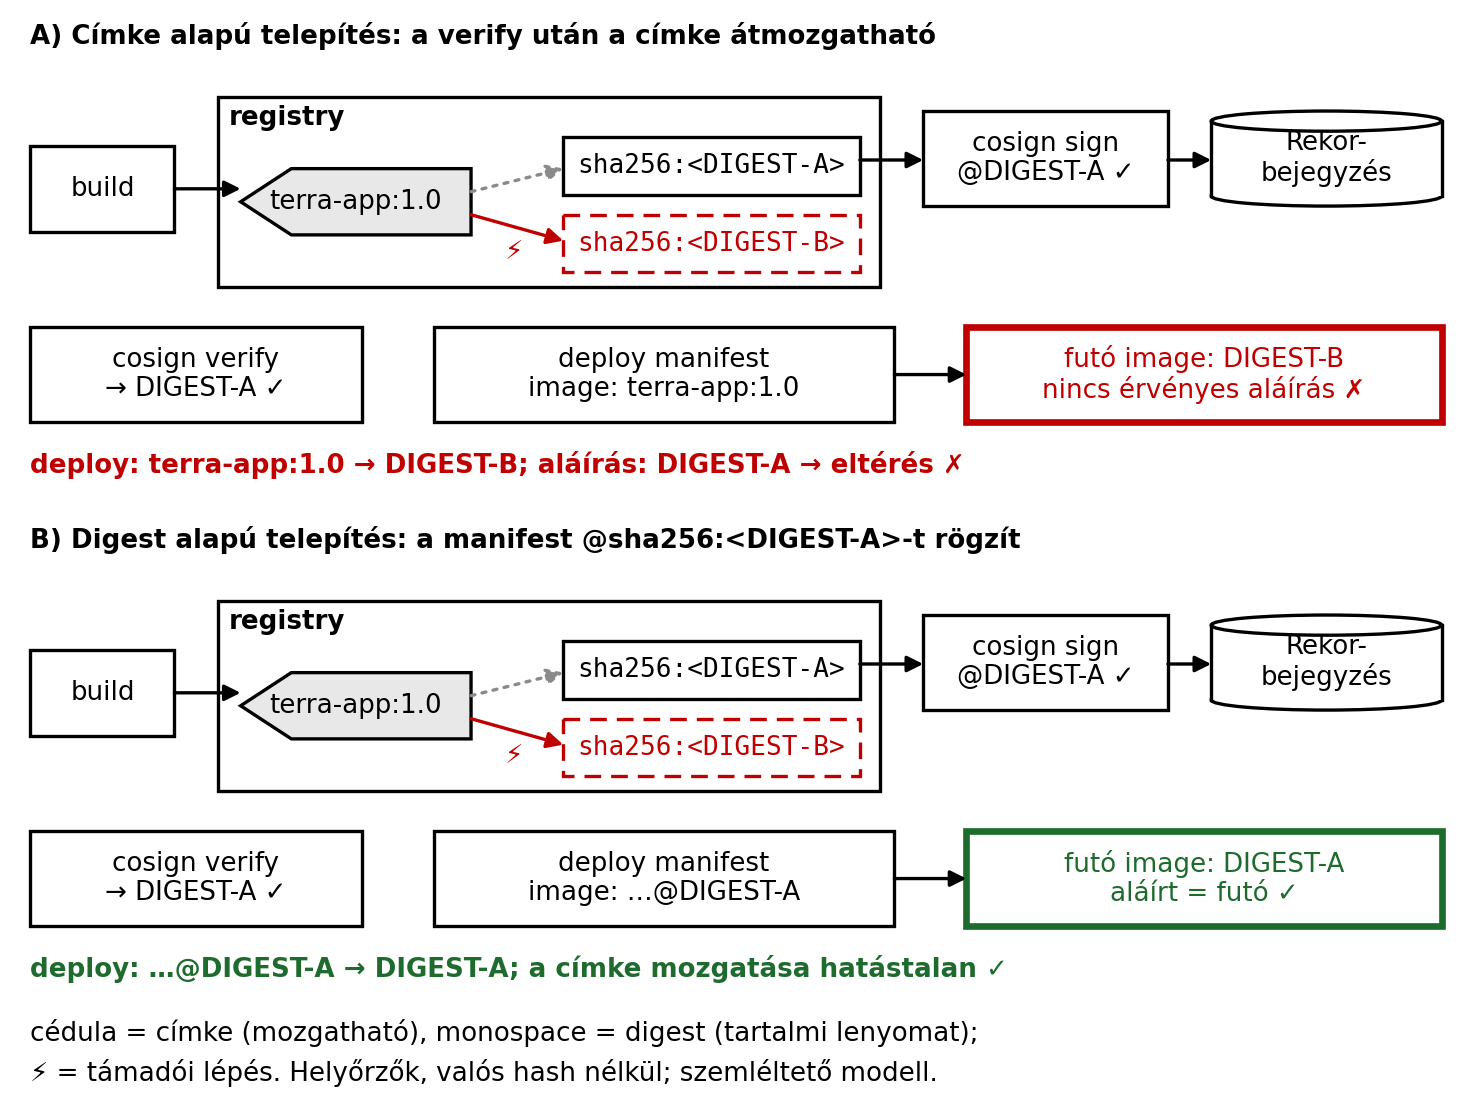 A) Címke alapú telepítés: a verify után a címke átmozgatható
registry
build
terra-app:1.0
sha256:<DIGEST-A>
⚡
sha256:<DIGEST-B>
cosign sign
@DIGEST-A ✓
Rekor-
bejegyzés
cosign verify
→ DIGEST-A ✓
deploy manifest
image: terra-app:1.0
futó image: DIGEST-B
nincs érvényes aláírás ✗
deploy: terra-app:1.0 → DIGEST-B; aláírás: DIGEST-A → eltérés ✗
B) Digest alapú telepítés: a manifest @sha256:<DIGEST-A>-t rögzít
registry
build
terra-app:1.0
sha256:<DIGEST-A>
⚡
sha256:<DIGEST-B>
cosign sign
@DIGEST-A ✓
Rekor-
bejegyzés
cosign verify
→ DIGEST-A ✓
deploy manifest
image: …@DIGEST-A
futó image: DIGEST-A
aláírt = futó ✓
deploy: …@DIGEST-A → DIGEST-A; a címke mozgatása hatástalan ✓
cédula = címke (mozgatható), monospace = digest (tartalmi lenyomat);
⚡ = támadói lépés. Helyőrzők, valós hash nélkül; szemléltető modell.